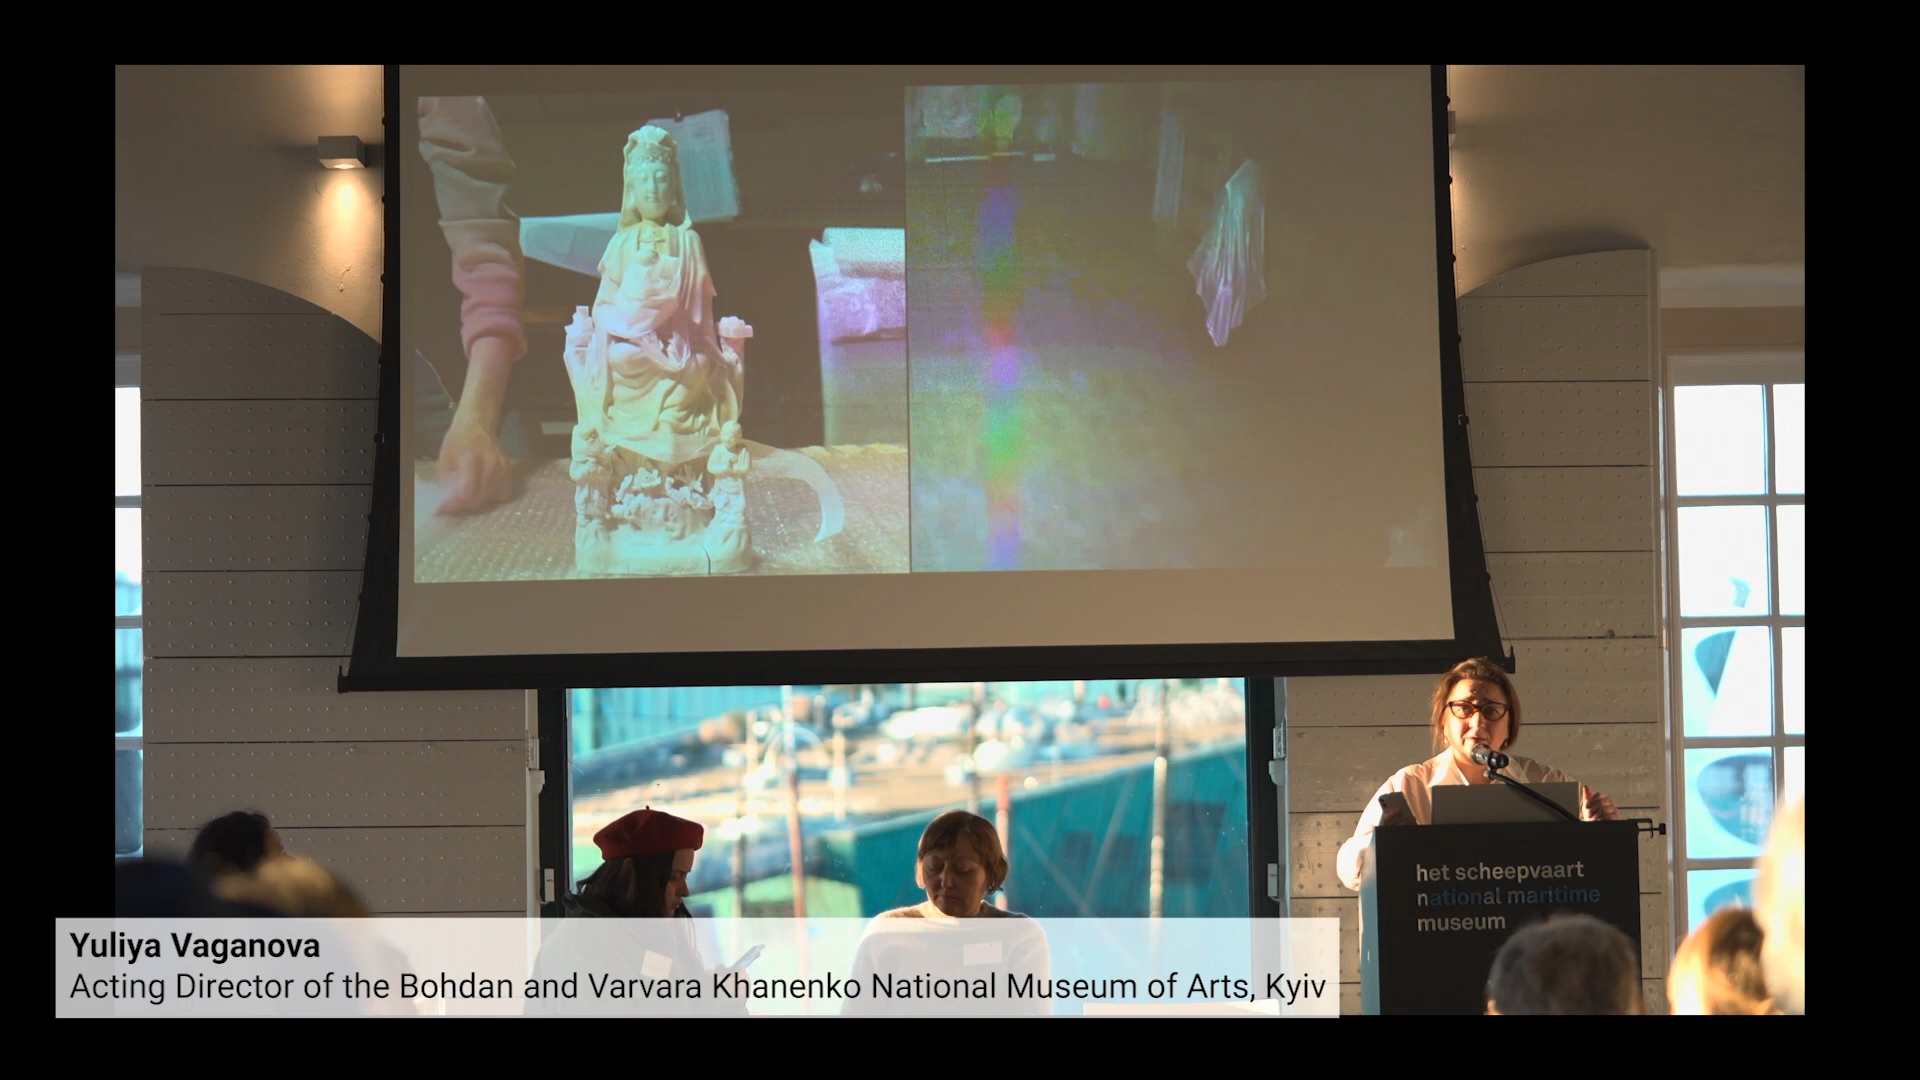 het scheepvaart
national maritime
museum
Yuliya Vaganova
Acting Director of the Bohdan and Varvara Khanenko National Museum of Arts, Kyiv